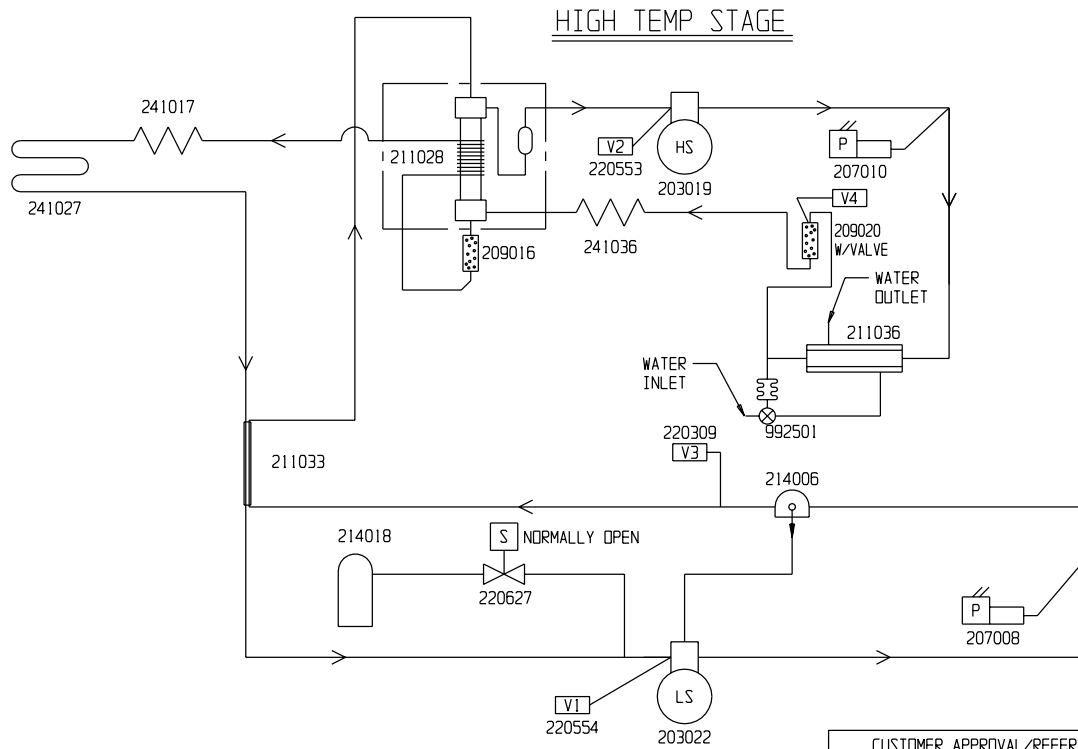 HIGH TEMP STAGE
241017
241027
211028
209016
V2
220553
HS
203019
P
207010
V4
209020
W/VALVE
241036
WATER
OUTLET
211036
WATER
INLET
992501
220309
V3
211033
214006
214018
S NORMALLY OPEN
220627
P
207008
V1
220554
LS
203022
CUSTOMER APPROVAL/REFER